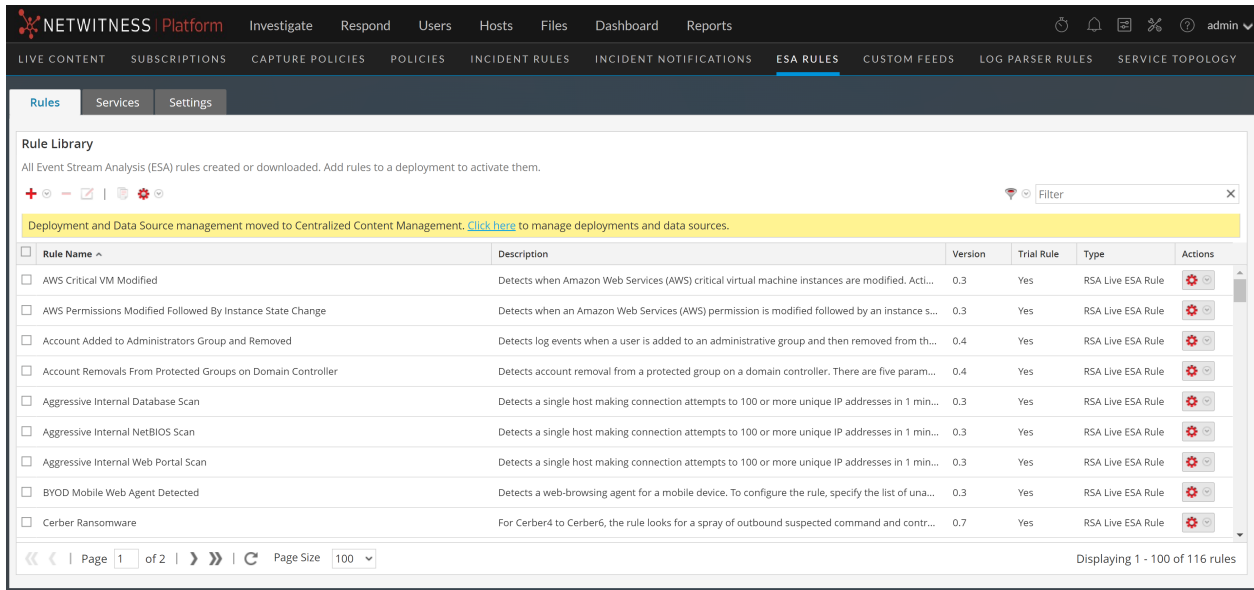 NETWITNESS Platform Investigate Respond Users Hosts Files Dashboard Reports admin
LIVE CONTENT SUBSCRIPTIONS CAPTURE POLICIES POLICIES INCIDENT RULES INCIDENT NOTIFICATIONS ESA RULES CUSTOM FEEDS LOG PARSER RULES SERVICE TOPOLOGY
Rules Services Settings
Rule Library
All Event Stream Analysis (ESA) rules created or downloaded. Add rules to a deployment to activate them.
Filter
Deployment and Data Source management moved to Centralized Content Management. Click here to manage deployments and data sources.
Rule Name Description Version Trial Rule Type Actions
AWS Critical VM Modified Detects when Amazon Web Services (AWS) critical virtual machine instances are modified. Acti... 0.3 Yes RSA Live ESA Rule
AWS Permissions Modified Followed By Instance State Change Detects when an Amazon Web Services (AWS) permission is modified followed by an instance s... 0.3 Yes RSA Live ESA Rule
Account Added to Administrators Group and Removed Detects log events when a user is added to an administrative group and then removed from th... 0.4 Yes RSA Live ESA Rule
Account Removals From Protected Groups on Domain Controller Detects account removal from a protected group on a domain controller. There are five param... 0.4 Yes RSA Live ESA Rule
Aggressive Internal Database Scan Detects a single host making connection attempts to 100 or more unique IP addresses in 1 min... 0.3 Yes RSA Live ESA Rule
Aggressive Internal NetBIOS Scan Detects a single host making connection attempts to 100 or more unique IP addresses in 1 min... 0.3 Yes RSA Live ESA Rule
Aggressive Internal Web Portal Scan Detects a single host making connection attempts to 100 or more unique IP addresses in 1 min... 0.3 Yes RSA Live ESA Rule
BYOD Mobile Web Agent Detected Detects a web-browsing agent for a mobile device. To configure the rule, specify the list of una... 0.3 Yes RSA Live ESA Rule
Cerber Ransomware For Cerber4 to Cerber6, the rule looks for a spray of outbound suspected command and contr... 0.7 Yes RSA Live ESA Rule
Page 1 of 2 Page Size 100 Displaying 1 - 100 of 116 rules